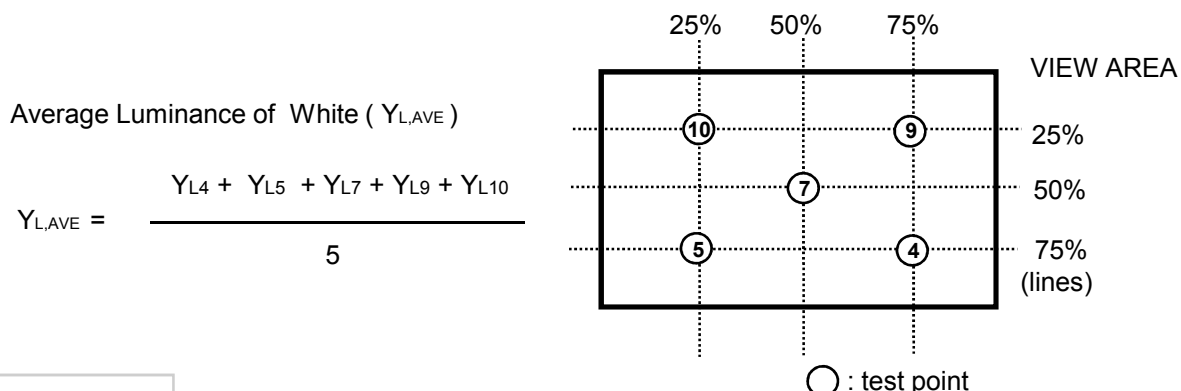 25% 50% 75%
VIEW AREA
Average Luminance of White ( YL,AVE )
10 9 25%
YL4 + YL5 + YL7 + YL9 + YL10
7 50%
YL,AVE =
5
5 4 75%
(lines)
: test point